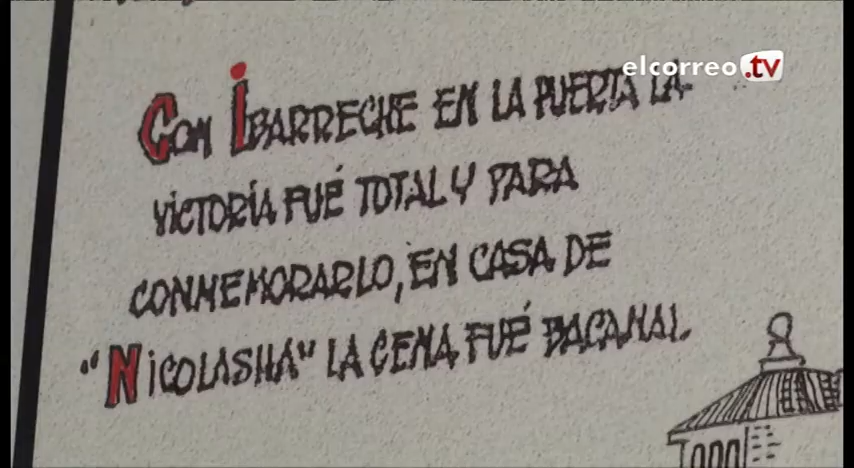 elcorreo.tv
Con Ibarreche en la puerta la
victoria fué total y para
conmemorarlo, en casa de
"Nicolasha" la cena fué bacanal.